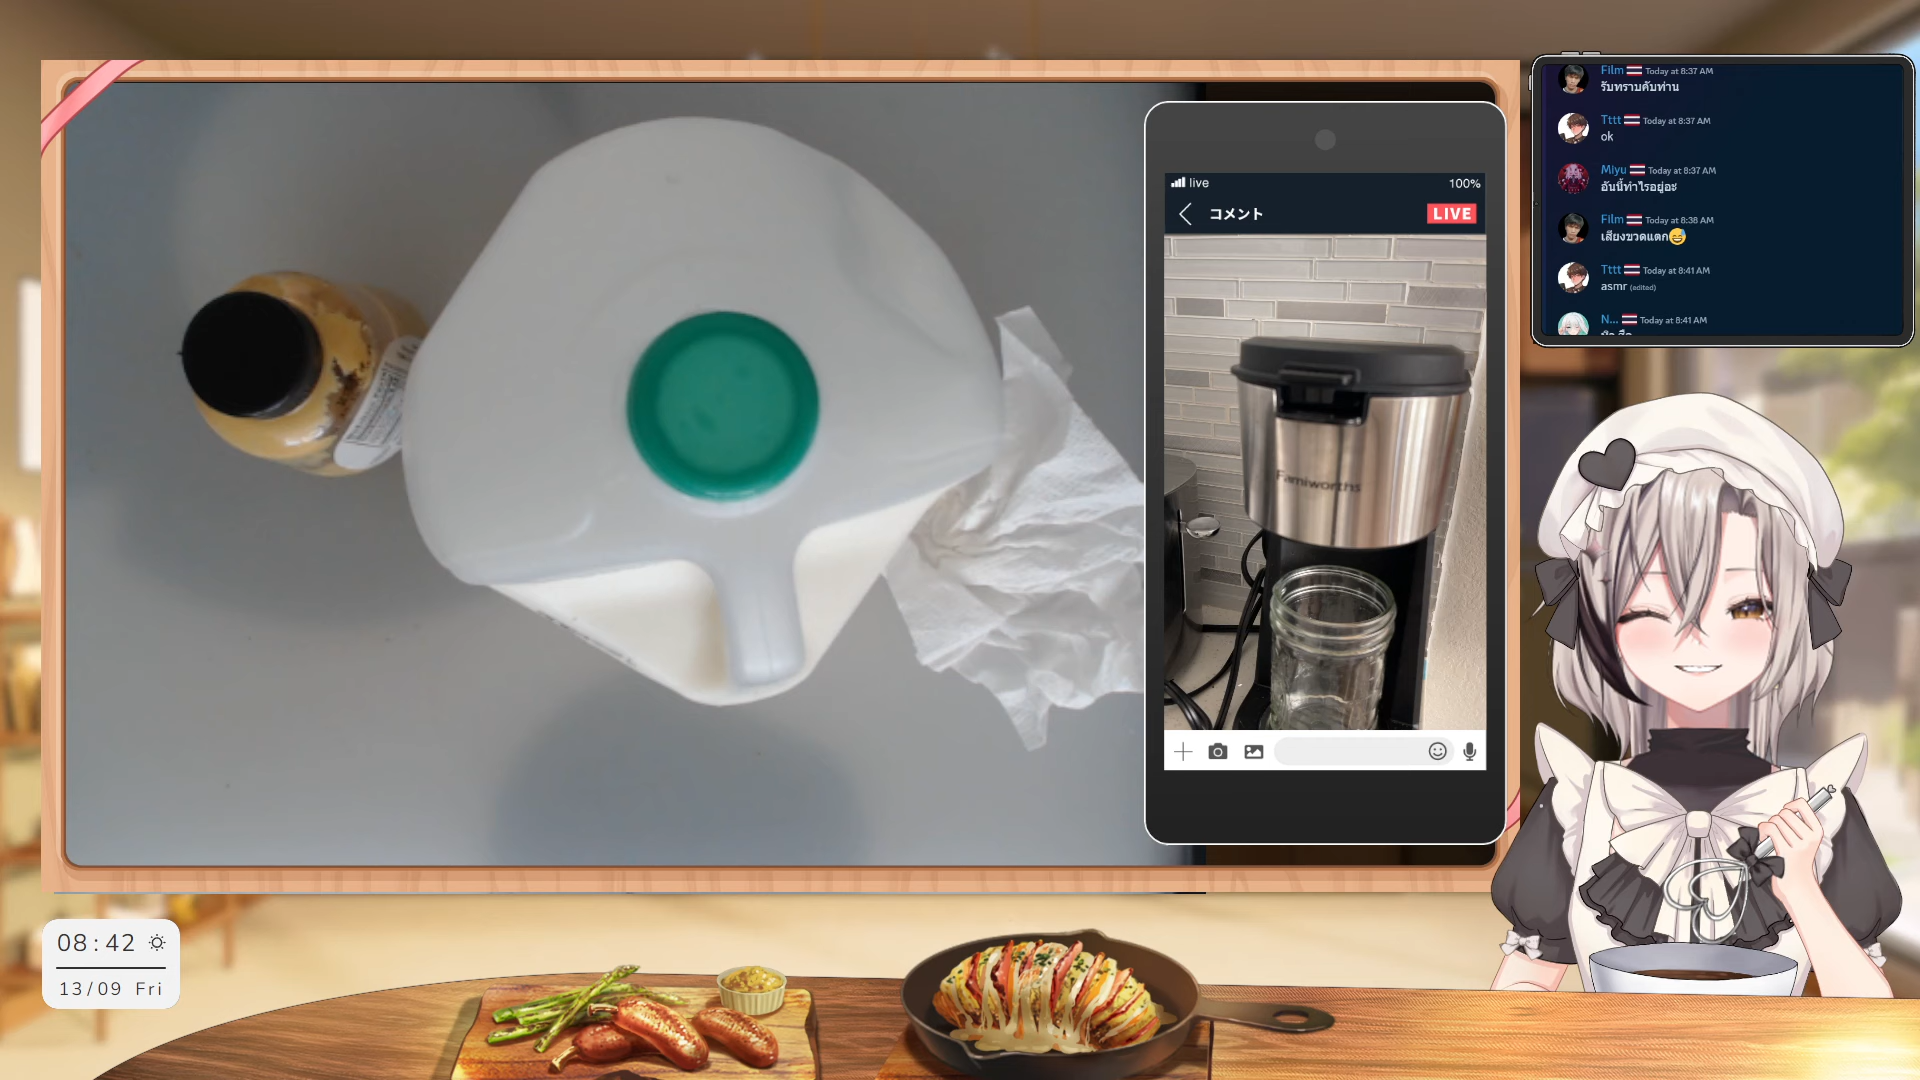 Film Today at 8:37 AM
รับทราบคับท่าน
Tttt Today at 8:37 AM
ok
Miyu Today at 8:37 AM
อันนี้ทำไรอยู่อะ
Film Today at 8:38 AM
เสียงขวดแตก😅
Tttt Today at 8:41 AM
asmr (edited)
N... Today at 8:41 AM
live 100%
コメント LIVE
Famiworths
08:42
13/09 Fri